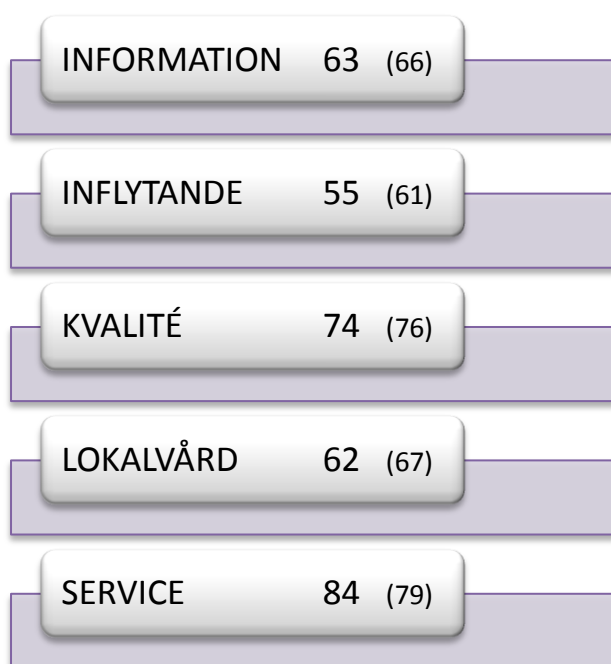 INFORMATION 63 (66)
INFLYTANDE 55 (61)
KVALITÉ 74 (76)
LOKALVÅRD 62 (67)
SERVICE 84 (79)